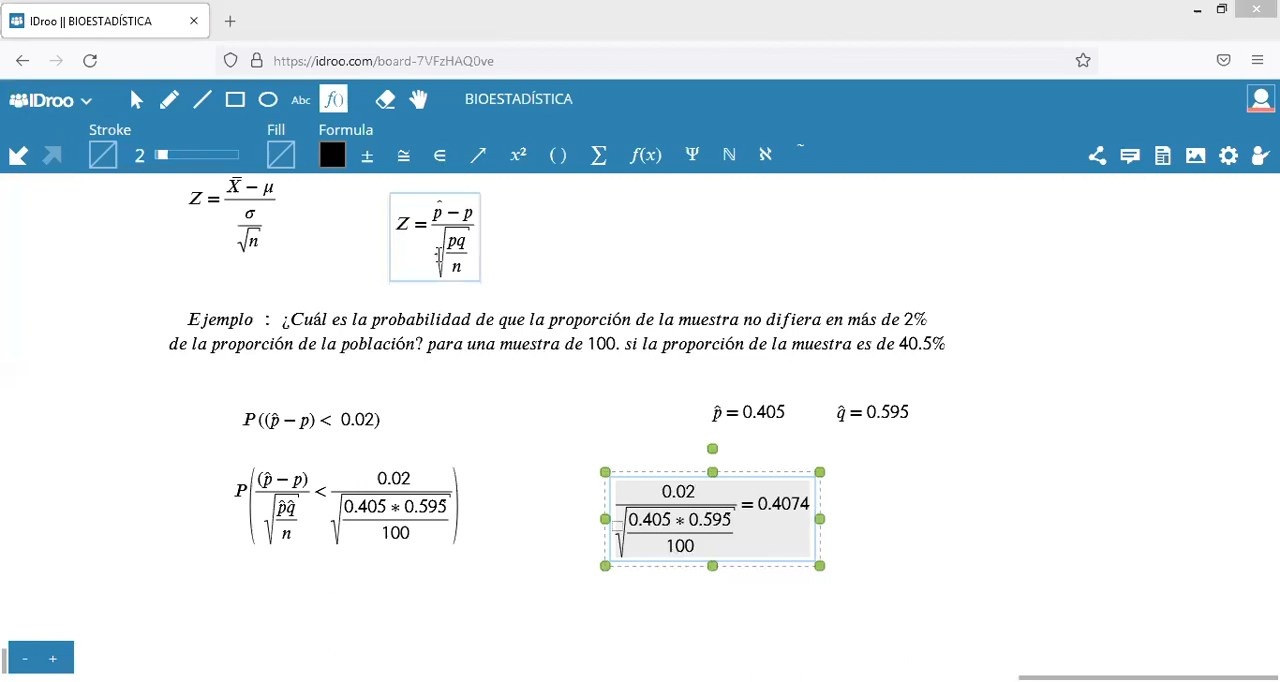 IDroo || BIOESTADÍSTICA
https://idroo.com/board-7VFzHAQ0ve
IDroo Abc f() BIOESTADÍSTICA
Stroke Fill Formula
2 ± ≅ ∈ x² ( ) ∑ f(x) Ψ ℕ ℵ ~
Z = (X̄ − μ) / (σ / √n)
Z = (p̂ − p) / √(pq / n)
Ejemplo : ¿Cuál es la probabilidad de que la proporción de la muestra no difiera en más de 2%
de la proporción de la población? para una muestra de 100. si la proporción de la muestra es de 40.5%
P((p̂ − p) < 0.02)
p̂ = 0.405 q̂ = 0.595
P( (p̂ − p) / √(p̂q̂ / n) < 0.02 / √(0.405 * 0.595 / 100) )
0.02 / √(0.405 * 0.595 / 100) = 0.4074
- +